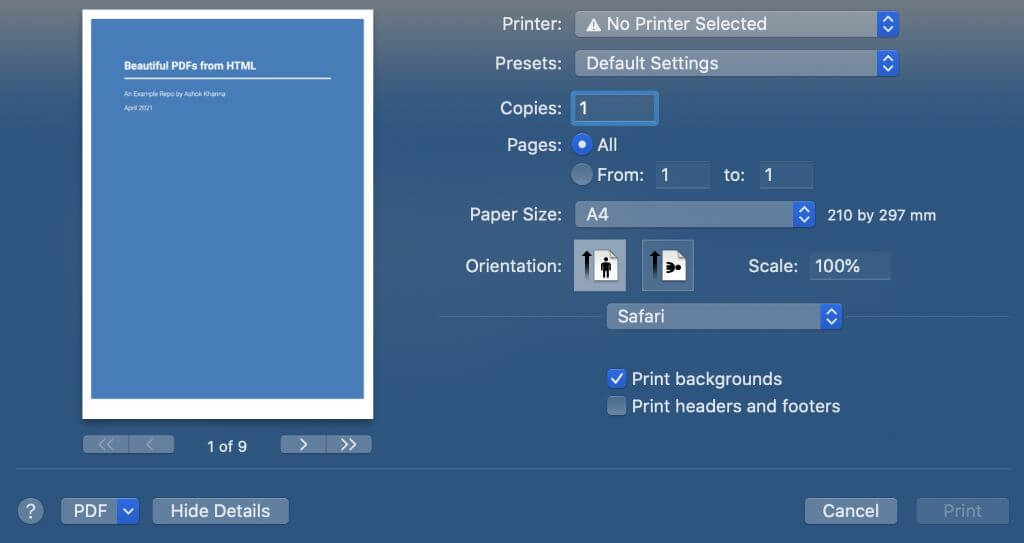 Beautiful PDFs from HTML
An Example Repo by Ashok Khanna
April 2021
1 of 9
Printer: No Printer Selected
Presets: Default Settings
Copies: 1
Pages: All
From: 1 to: 1
Paper Size: A4 210 by 297 mm
Orientation: Scale: 100%
Safari
Print backgrounds
Print headers and footers
? PDF Hide Details Cancel Print